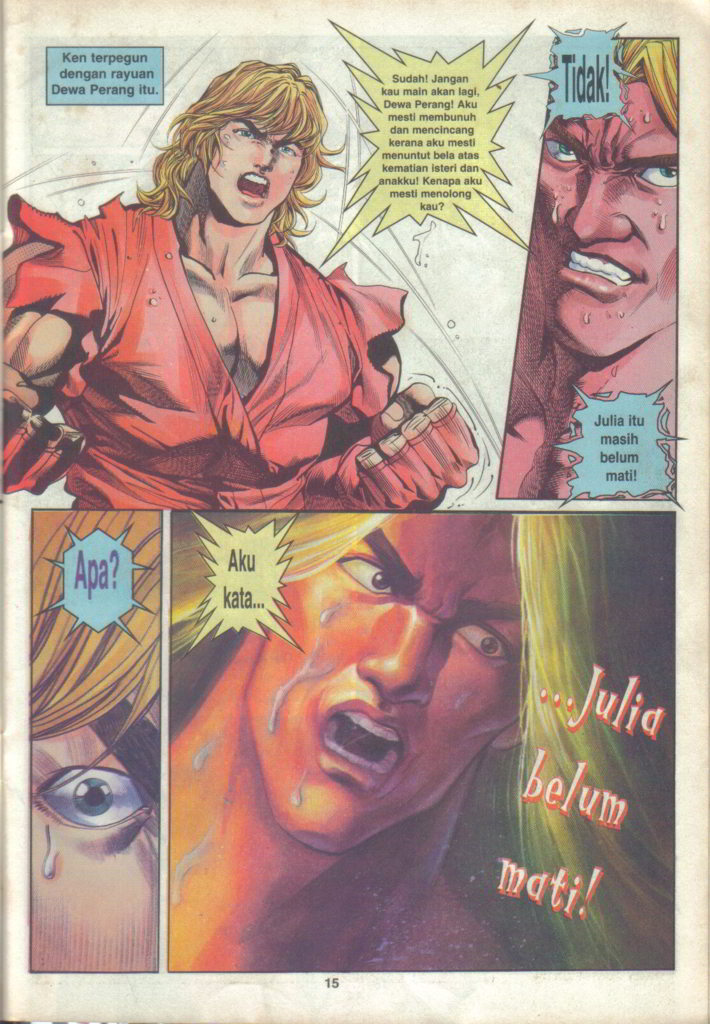 Ken terpegun
dengan rayuan
Dewa Perang itu.
Sudah! Jangan
kau main akan lagi,
Dewa Perang! Aku
mesti membunuh
dan mencincang
kerana aku mesti
menuntut bela atas
kematian isteri dan
anakku! Kenapa aku
mesti menolong
kau?
Tidak!
Julia itu
masih
belum
mati!
Apa?
Aku
kata...
...Julia
belum
mati!
15